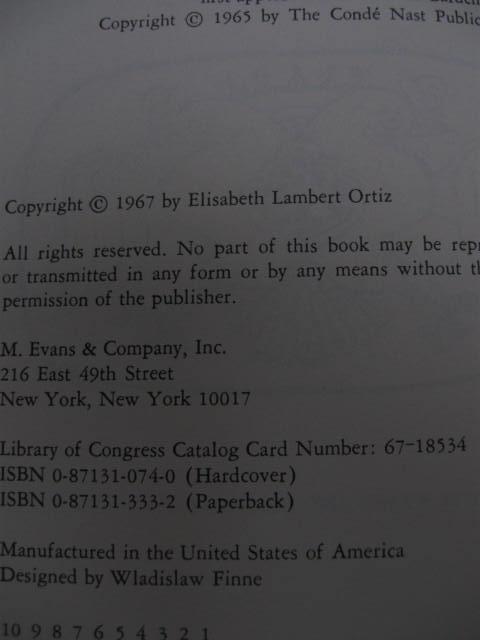 first appe
Copyright © 1965 by The Condé Nast Public
Copyright © 1967 by Elisabeth Lambert Ortiz
All rights reserved. No part of this book may be repr
or transmitted in any form or by any means without th
permission of the publisher.
M. Evans & Company, Inc.
216 East 49th Street
New York, New York 10017
Library of Congress Catalog Card Number: 67-18534
ISBN 0-87131-074-0 (Hardcover)
ISBN 0-87131-333-2 (Paperback)
Manufactured in the United States of America
Designed by Wladislaw Finne
10 9 8 7 6 5 4 3 2 1